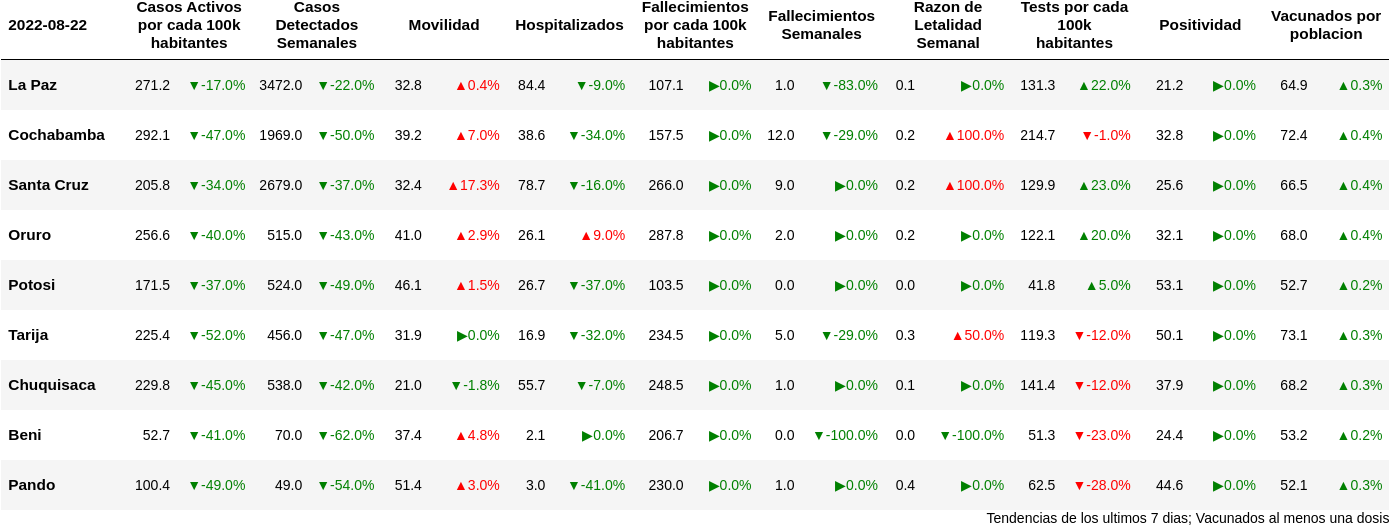 2022-08-22 Casos Activos por cada 100k habitantes Casos Detectados Semanales Movilidad Hospitalizados Fallecimientos por cada 100k habitantes Fallecimientos Semanales Razon de Letalidad Semanal Tests por cada 100k habitantes Positividad Vacunados por poblacion
La Paz 271.2 ▼-17.0% 3472.0 ▼-22.0% 32.8 ▲0.4% 84.4 ▼-9.0% 107.1 ▶0.0% 1.0 ▼-83.0% 0.1 ▶0.0% 131.3 ▲22.0% 21.2 ▶0.0% 64.9 ▲0.3%
Cochabamba 292.1 ▼-47.0% 1969.0 ▼-50.0% 39.2 ▲7.0% 38.6 ▼-34.0% 157.5 ▶0.0% 12.0 ▼-29.0% 0.2 ▲100.0% 214.7 ▼-1.0% 32.8 ▶0.0% 72.4 ▲0.4%
Santa Cruz 205.8 ▼-34.0% 2679.0 ▼-37.0% 32.4 ▲17.3% 78.7 ▼-16.0% 266.0 ▶0.0% 9.0 ▶0.0% 0.2 ▲100.0% 129.9 ▲23.0% 25.6 ▶0.0% 66.5 ▲0.4%
Oruro 256.6 ▼-40.0% 515.0 ▼-43.0% 41.0 ▲2.9% 26.1 ▲9.0% 287.8 ▶0.0% 2.0 ▶0.0% 0.2 ▶0.0% 122.1 ▲20.0% 32.1 ▶0.0% 68.0 ▲0.4%
Potosi 171.5 ▼-37.0% 524.0 ▼-49.0% 46.1 ▲1.5% 26.7 ▼-37.0% 103.5 ▶0.0% 0.0 ▶0.0% 0.0 ▶0.0% 41.8 ▲5.0% 53.1 ▶0.0% 52.7 ▲0.2%
Tarija 225.4 ▼-52.0% 456.0 ▼-47.0% 31.9 ▶0.0% 16.9 ▼-32.0% 234.5 ▶0.0% 5.0 ▼-29.0% 0.3 ▲50.0% 119.3 ▼-12.0% 50.1 ▶0.0% 73.1 ▲0.3%
Chuquisaca 229.8 ▼-45.0% 538.0 ▼-42.0% 21.0 ▼-1.8% 55.7 ▼-7.0% 248.5 ▶0.0% 1.0 ▶0.0% 0.1 ▶0.0% 141.4 ▼-12.0% 37.9 ▶0.0% 68.2 ▲0.3%
Beni 52.7 ▼-41.0% 70.0 ▼-62.0% 37.4 ▲4.8% 2.1 ▶0.0% 206.7 ▶0.0% 0.0 ▼-100.0% 0.0 ▼-100.0% 51.3 ▼-23.0% 24.4 ▶0.0% 53.2 ▲0.2%
Pando 100.4 ▼-49.0% 49.0 ▼-54.0% 51.4 ▲3.0% 3.0 ▼-41.0% 230.0 ▶0.0% 1.0 ▶0.0% 0.4 ▶0.0% 62.5 ▼-28.0% 44.6 ▶0.0% 52.1 ▲0.3%
Tendencias de los ultimos 7 dias; Vacunados al menos una dosis